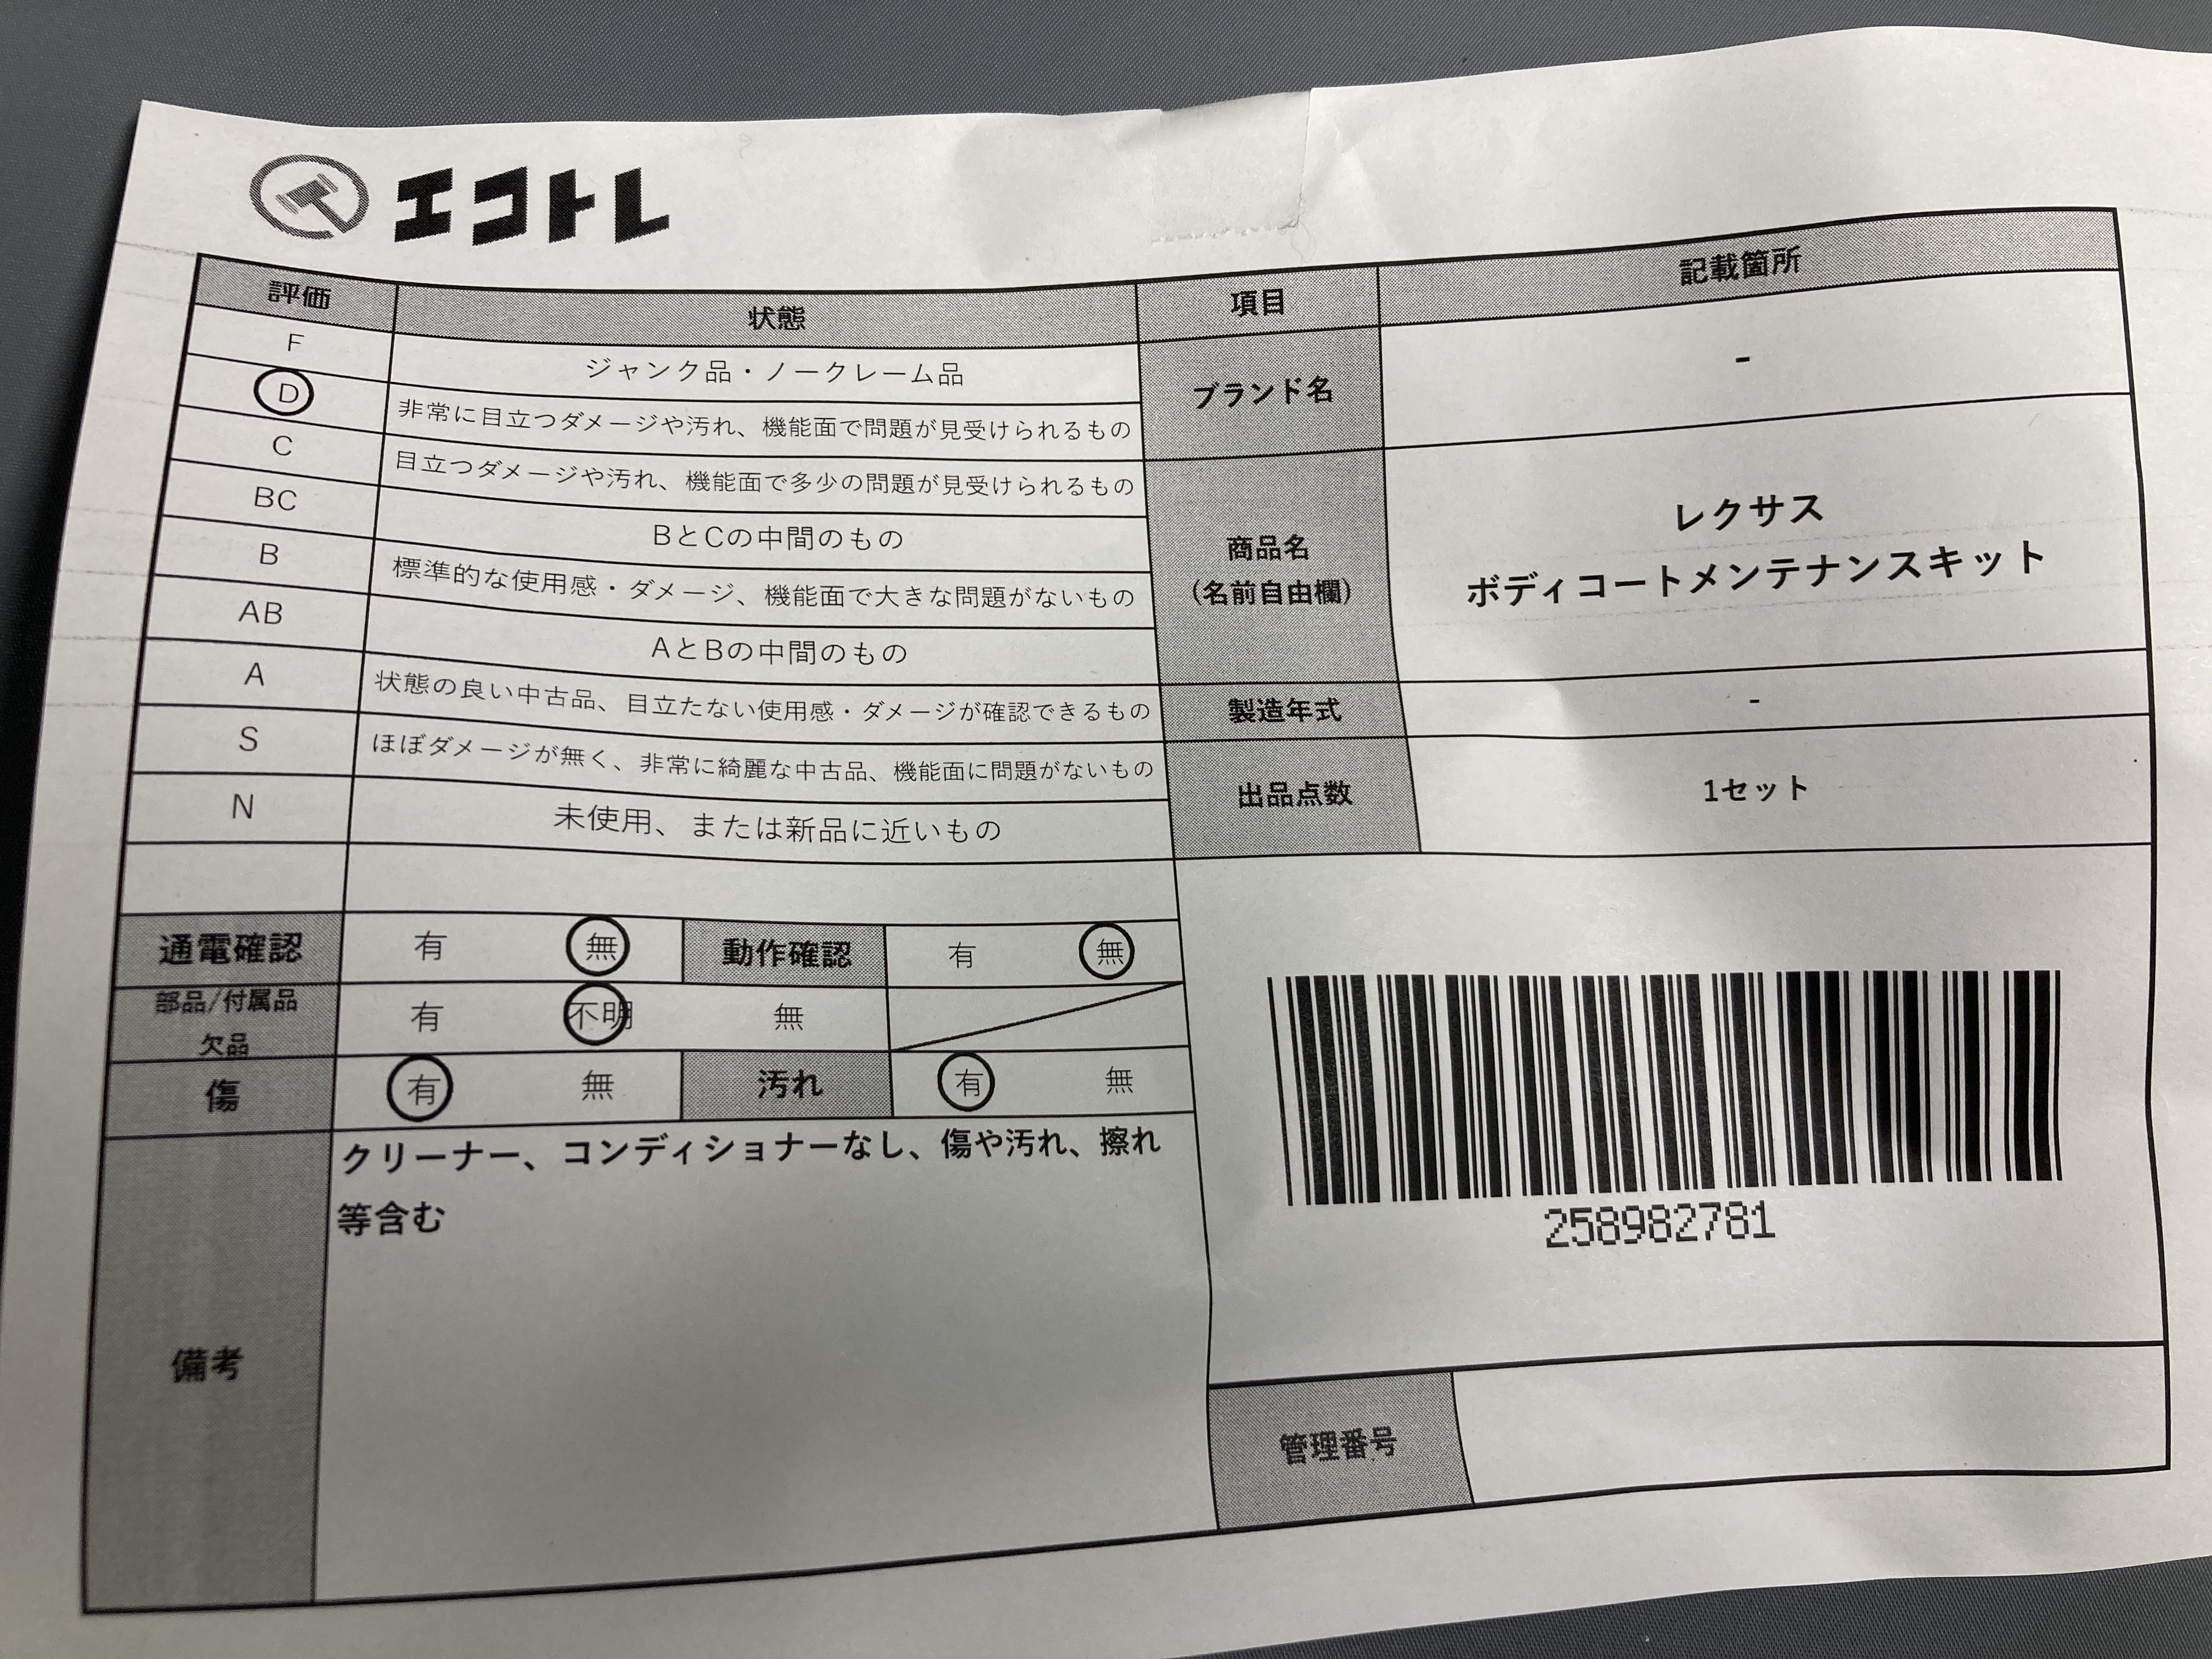 エコトレ
評価 状態
F ジャンク品・ノークレーム品
D 非常に目立つダメージや汚れ、機能面で問題が見受けられるもの
C 目立つダメージや汚れ、機能面で多少の問題が見受けられるもの
BC BとCの中間のもの
B 標準的な使用感・ダメージ、機能面で大きな問題がないもの
AB AとBの中間のもの
A 状態の良い中古品、目立たない使用感・ダメージが確認できるもの
S ほぼダメージが無く、非常に綺麗な中古品、機能面に問題がないもの
N 未使用、または新品に近いもの
通電確認 有 無 動作確認 有 無
部品/付属品
欠品 有 不明 無
傷 有 無 汚れ 有 無
備考
クリーナー、コンディショナーなし、傷や汚れ、擦れ
等含む
項目 記載箇所
ブランド名 -
商品名
(名前自由欄)
レクサス
ボディコートメンテナンスキット
製造年式 -
出品点数 1セット
258982781
管理番号